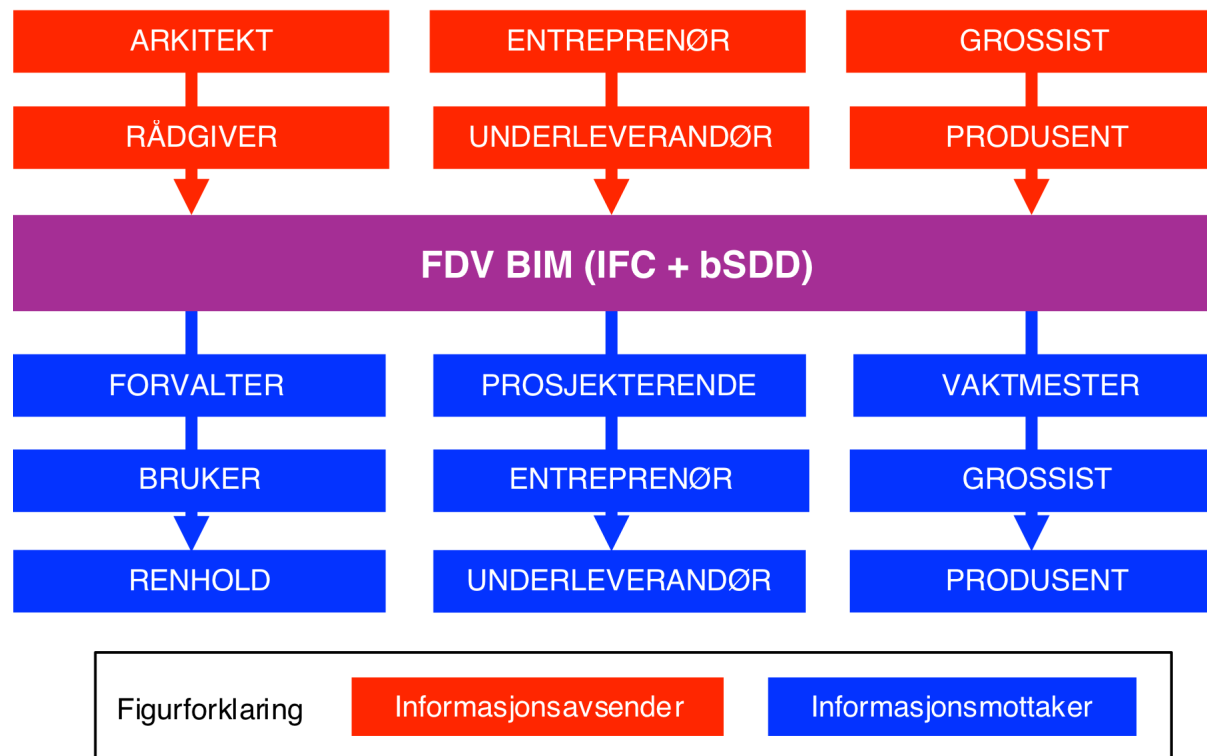 ARKITEKT
ENTREPRENØR
GROSSIST
RÅDGIVER
UNDERLEVERANDØR
PRODUSENT
FDV BIM (IFC + bSDD)
FORVALTER
PROSJEKTERENDE
VAKTMESTER
BRUKER
ENTREPRENØR
GROSSIST
RENHOLD
UNDERLEVERANDØR
PRODUSENT
Figurforklaring
Informasjonsavsender
Informasjonsmottaker